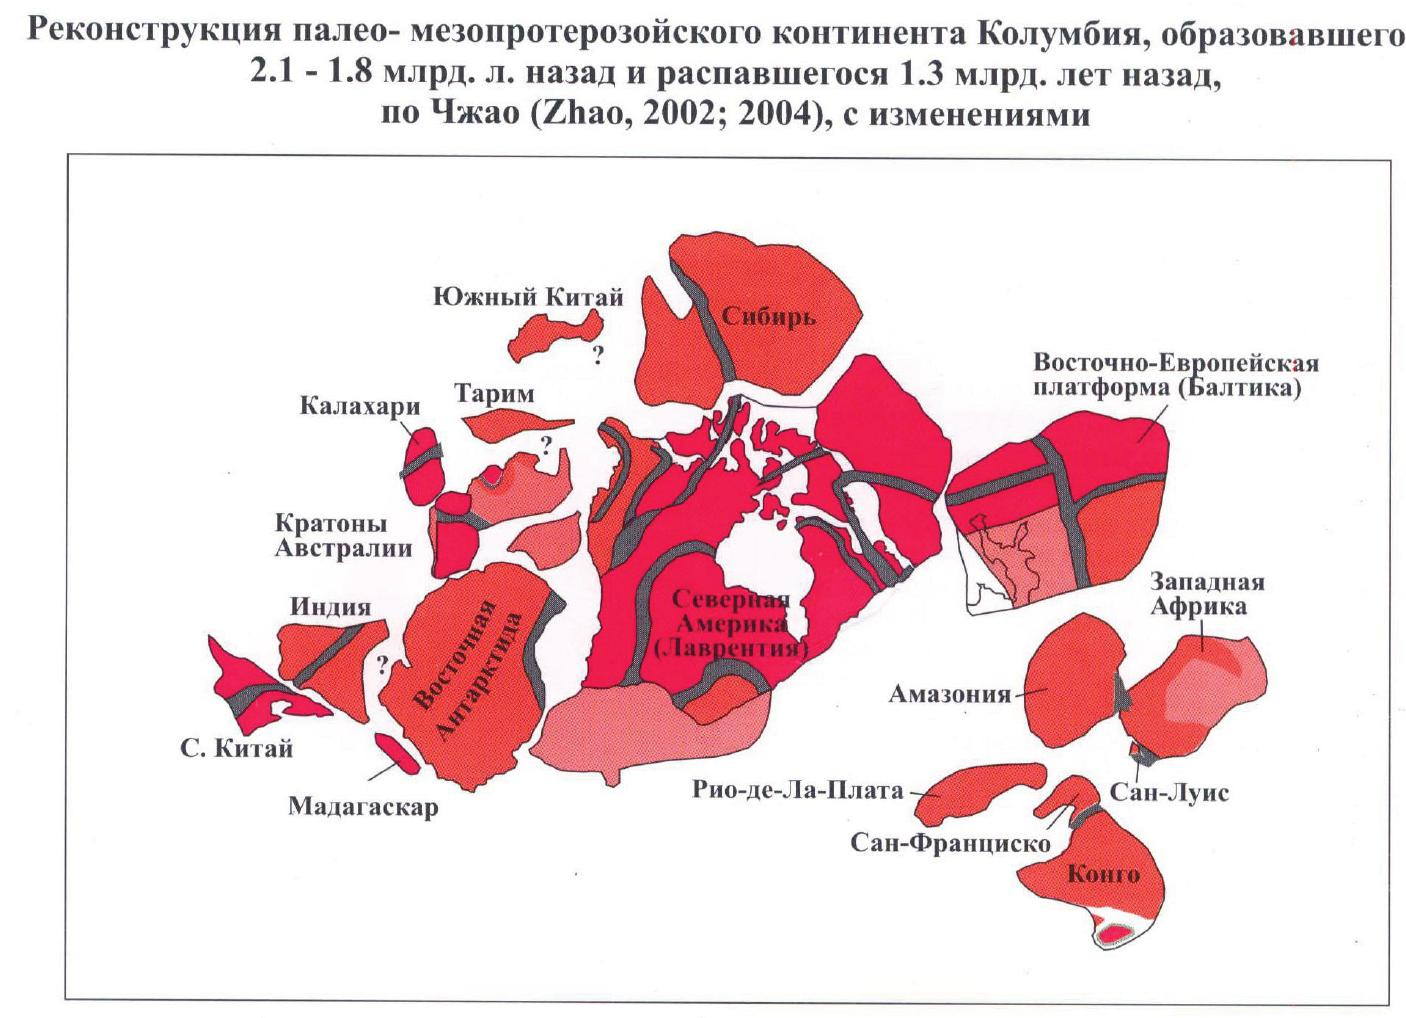 Реконструкция палео- мезопротерозойского континента Колумбия, образовавшего
2.1 - 1.8 млрд. л. назад и распавшегося 1.3 млрд. лет назад,
по Чжао (Zhao, 2002; 2004), с изменениями
Южный Китай
?
Сибирь
Восточно-Европейская
платформа (Балтика)
Тарим
Калахари
?
Кратоны
Австралии
Западная
Африка
Индия
Северная
Америка
(Лаврентия)
?
Восточная
Антарктида
Амазония
С. Китай
Мадагаскар
Рио-де-Ла-Плата
Сан-Луис
Сан-Франциско
Конго